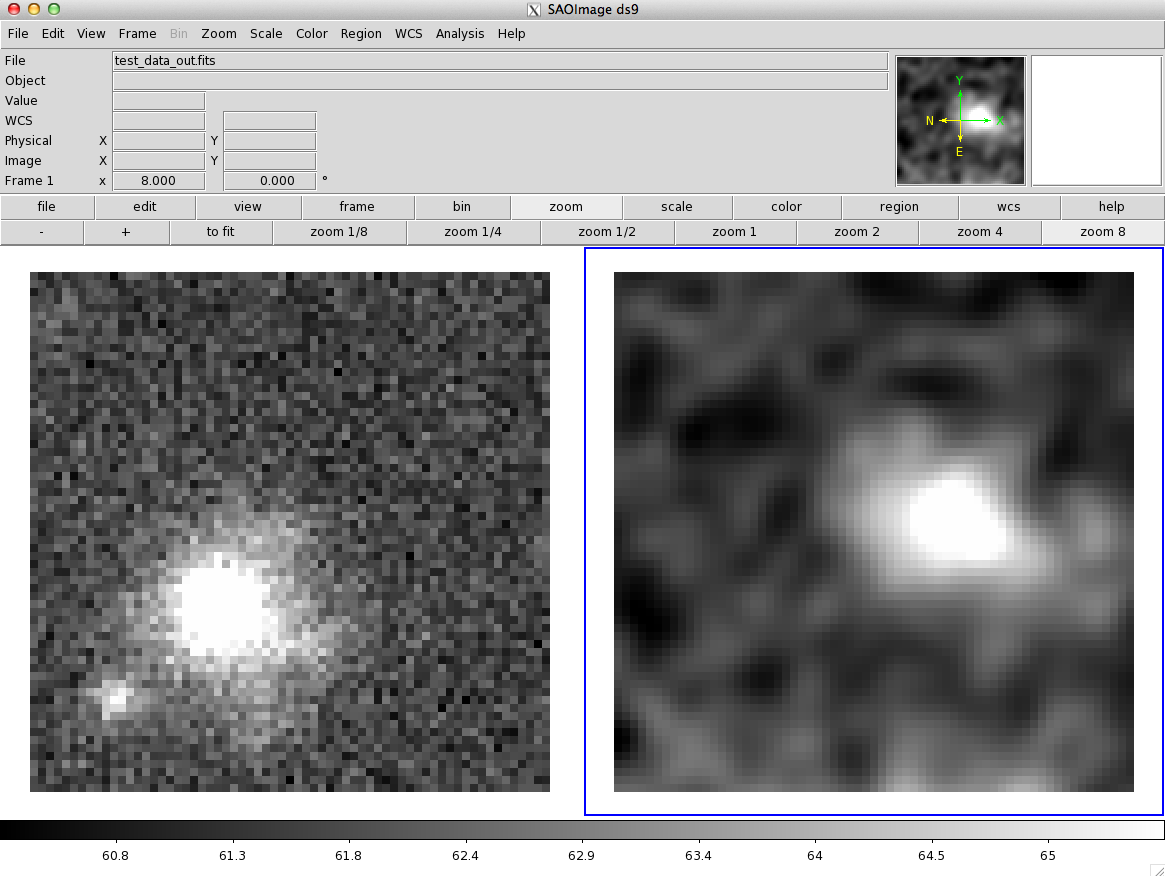 SAOImage ds9
File Edit View Frame Bin Zoom Scale Color Region WCS Analysis Help
File test_data_out.fits
Object
Value
WCS
Physical X Y
Image X Y
Frame 1 x 8.000 0.000 °
Y
N X
E
file edit view frame bin zoom scale color region wcs help
- + to fit zoom 1/8 zoom 1/4 zoom 1/2 zoom 1 zoom 2 zoom 4 zoom 8
60.8 61.3 61.8 62.4 62.9 63.4 64 64.5 65